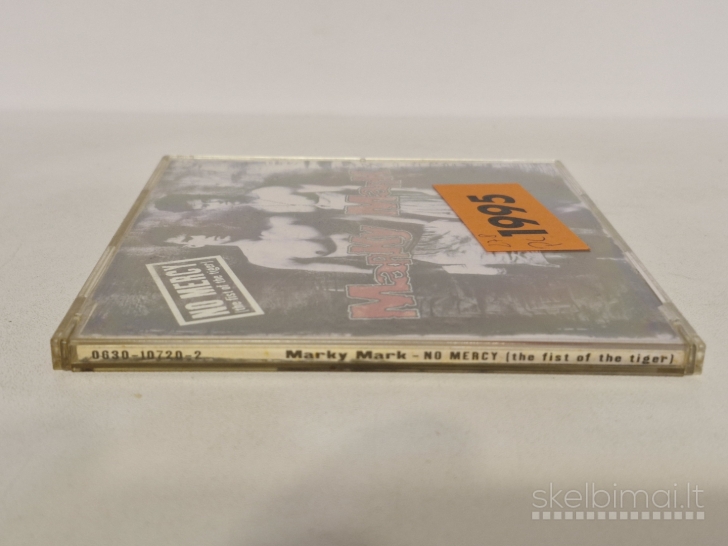 1995
Marky Mark
NO MERCY
(the fist of the tiger)
0630-10720-2
Marky Mark - NO MERCY (the fist of the tiger)
skelbimai.lt